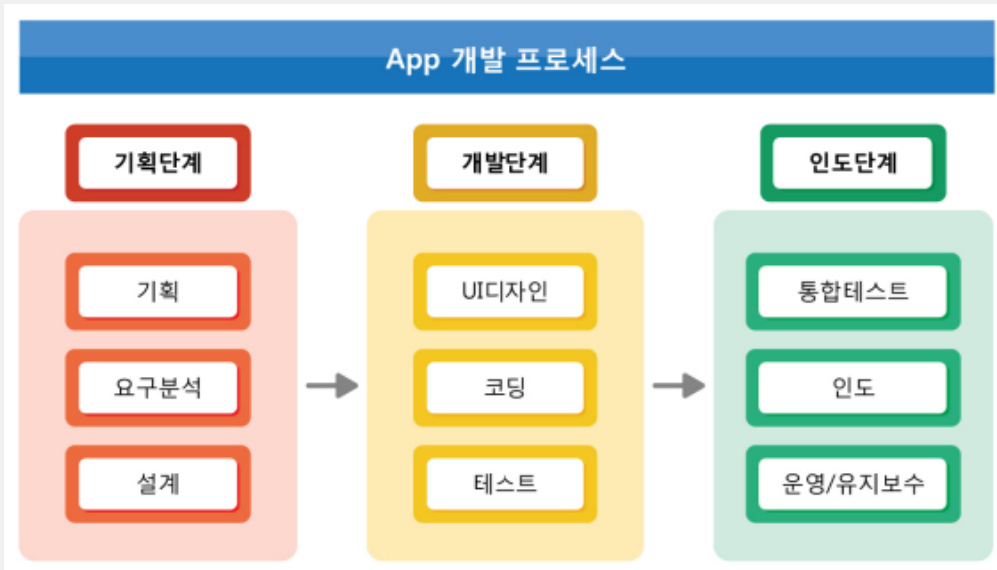 App 개발 프로세스
기획단계
기획
요구분석
설계
개발단계
UI디자인
코딩
테스트
인도단계
통합테스트
인도
운영/유지보수